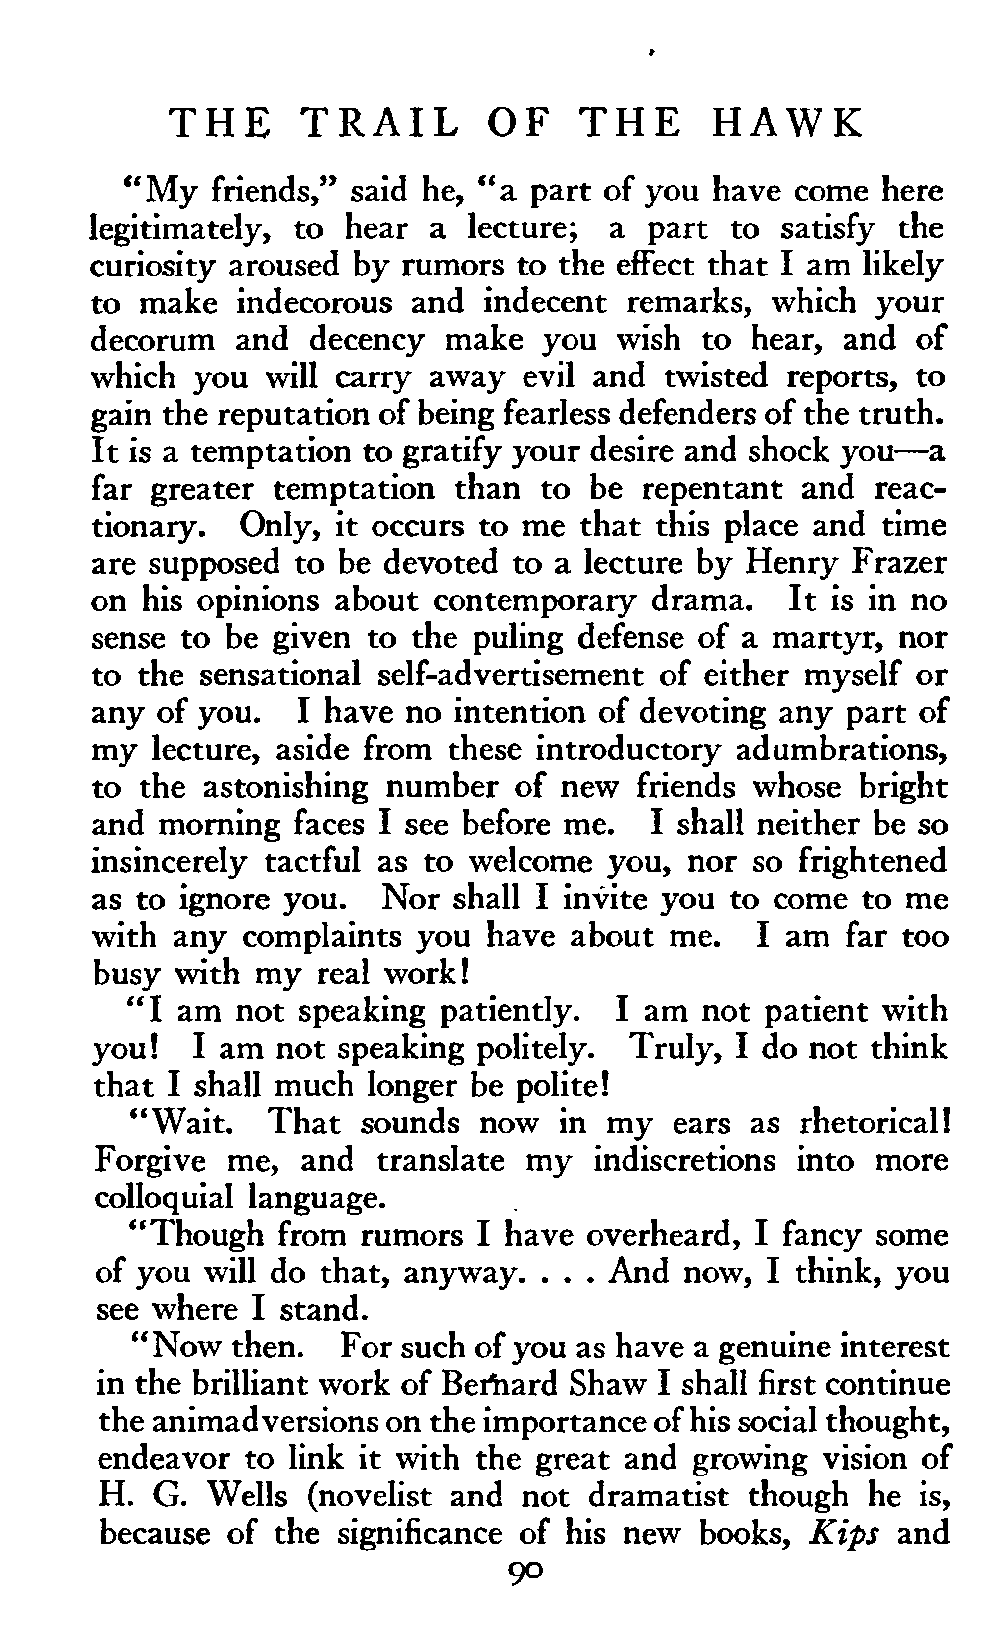 THE TRAIL OF THE HAWK
“My friends,” said he, “a part of you have come here
legitimately, to hear a lecture; a part to satisfy the
curiosity aroused by rumors to the effect that I am likely
to make indecorous and indecent remarks, which your
decorum and decency make you wish to hear, and of
which you will carry away evil and twisted reports, to
gain the reputation of being fearless defenders of the truth.
It is a temptation to gratify your desire and shock you—a
far greater temptation than to be repentant and reac-
tionary. Only, it occurs to me that this place and time
are supposed to be devoted to a lecture by Henry Frazer
on his opinions about contemporary drama. It is in no
sense to be given to the puling defense of a martyr, nor
to the sensational self-advertisement of either myself or
any of you. I have no intention of devoting any part of
my lecture, aside from these introductory adumbrations,
to the astonishing number of new friends whose bright
and morning faces I see before me. I shall neither be so
insincerely tactful as to welcome you, nor so frightened
as to ignore you. Nor shall I invite you to come to me
with any complaints you have about me. I am far too
busy with my real work!
“I am not speaking patiently. I am not patient with
you! I am not speaking politely. Truly, I do not think
that I shall much longer be polite!
“Wait. That sounds now in my ears as rhetorical!
Forgive me, and translate my indiscretions into more
colloquial language.
“Though from rumors I have overheard, I fancy some
of you will do that, anyway. . . . And now, I think, you
see where I stand.
“Now then. For such of you as have a genuine interest
in the brilliant work of Bernard Shaw I shall first continue
the animadversions on the importance of his social thought,
endeavor to link it with the great and growing vision of
H. G. Wells (novelist and not dramatist though he is,
because of the significance of his new books, Kips and
90